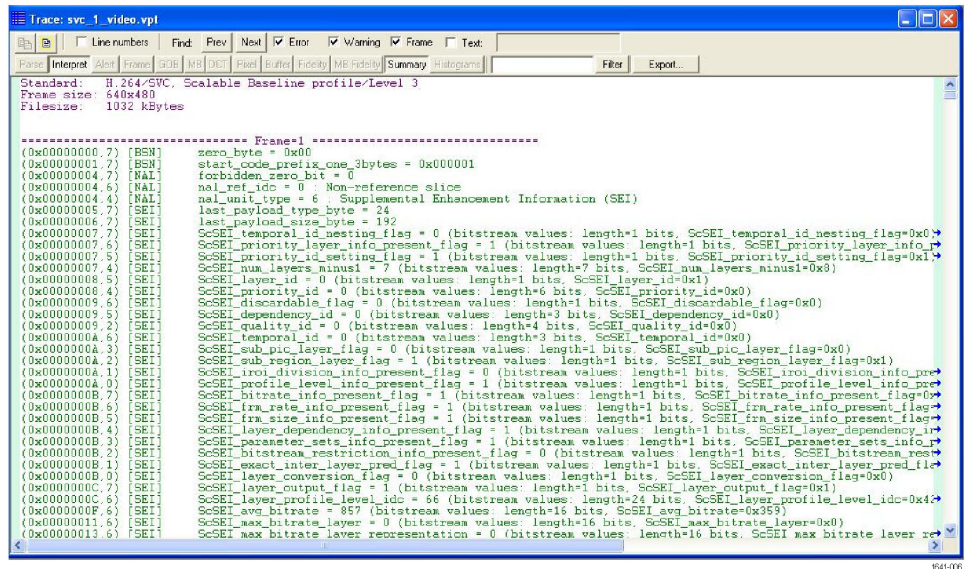 Trace: svc_1_video.vpt
Line numbers Find: Prev Next Error Warning Frame Text:
Parse Interpret Alert Frame GOB MB DCT Pixel Buffer Fidelity MB Fidelity Summary Histograms Filter Export...
Standard: H.264/SVC, Scalable Baseline profile/Level 3
Frame size: 640x480
Filesize: 1032 kBytes
============================== Frame=1 ==============================
(0x00000000,7) [BSN] zero_byte = 0x00
(0x00000001,7) [BSN] start_code_prefix_one_3bytes = 0x000001
(0x00000004,7) [NAL] forbidden_zero_bit = 0
(0x00000004,6) [NAL] nal_ref_idc = 0 : Non-reference slice
(0x00000004,4) [NAL] nal_unit_type = 6 : Supplemental Enhancement Information (SEI)
(0x00000005,7) [SEI] last_payload_type_byte = 24
(0x00000006,7) [SEI] last_payload_size_byte = 192
(0x00000007,7) [SEI] ScSEI_temporal_id_nesting_flag = 0 (bitstream values: length=1 bits, ScSEI_temporal_id_nesting_flag=0x0)
(0x00000007,6) [SEI] ScSEI_priority_layer_info_present_flag = 1 (bitstream values: length=1 bits, ScSEI_priority_layer_info_
(0x00000007,5) [SEI] ScSEI_priority_id_setting_flag = 1 (bitstream values: length=1 bits, ScSEI_priority_id_setting_flag=0x1)
(0x00000007,4) [SEI] ScSEI_num_layers_minus1 = 7 (bitstream values: length=7 bits, ScSEI_num_layers_minus1=0x8)
(0x00000008,5) [SEI] ScSEI_layer_id = 0 (bitstream values: length=1 bits, ScSEI_layer_id=0x1)
(0x00000008,4) [SEI] ScSEI_priority_id = 0 (bitstream values: length=6 bits, ScSEI_priority_id=0x0)
(0x00000009,6) [SEI] ScSEI_discardable_flag = 0 (bitstream values: length=1 bits, ScSEI_discardable_flag=0x0)
(0x00000009,5) [SEI] ScSEI_dependency_id = 0 (bitstream values: length=3 bits, ScSEI_dependency_id=0x0)
(0x00000009,2) [SEI] ScSEI_quality_id = 0 (bitstream values: length=4 bits, ScSEI_quality_id=0x0)
(0x0000000A,6) [SEI] ScSEI_temporal_id = 0 (bitstream values: length=3 bits, ScSEI_temporal_id=0x0)
(0x0000000A,3) [SEI] ScSEI_sub_pic_layer_flag = 0 (bitstream values: length=1 bits, ScSEI_sub_pic_layer_flag=0x0)
(0x0000000A,2) [SEI] ScSEI_sub_region_layer_flag = 1 (bitstream values: length=1 bits, ScSEI_sub_region_layer_flag=0x1)
(0x0000000A,1) [SEI] ScSEI_iroi_division_info_present_flag = 0 (bitstream values: length=1 bits, ScSEI_iroi_division_info_pre
(0x0000000A,0) [SEI] ScSEI_profile_level_info_present_flag = 1 (bitstream values: length=1 bits, ScSEI_profile_level_info_pre
(0x0000000B,7) [SEI] ScSEI_bitrate_info_present_flag = 1 (bitstream values: length=1 bits, ScSEI_bitrate_info_present_flag=0x
(0x0000000B,6) [SEI] ScSEI_frm_rate_info_present_flag = 1 (bitstream values: length=1 bits, ScSEI_frm_rate_info_present_flag
(0x0000000B,5) [SEI] ScSEI_frm_size_info_present_flag = 1 (bitstream values: length=1 bits, ScSEI_frm_size_info_present_flag
(0x0000000B,4) [SEI] ScSEI_layer_dependency_info_present_flag = 1 (bitstream values: length=1 bits, ScSEI_layer_dependency_in
(0x0000000B,3) [SEI] ScSEI_parameter_sets_info_present_flag = 1 (bitstream values: length=1 bits, ScSEI_parameter_sets_info_
(0x0000000B,2) [SEI] ScSEI_bitstream_restriction_info_present_flag = 0 (bitstream values: length=1 bits, ScSEI_bitstream_rest
(0x0000000B,1) [SEI] ScSEI_exact_inter_layer_pred_flag = 1 (bitstream values: length=1 bits, ScSEI_exact_inter_layer_pred_fla
(0x0000000B,0) [SEI] ScSEI_layer_conversion_flag = 0 (bitstream values: length=1 bits, ScSEI_layer_conversion_flag=0x0)
(0x0000000C,7) [SEI] ScSEI_layer_output_flag = 1 (bitstream values: length=1 bits, ScSEI_layer_output_flag=0x1)
(0x0000000C,6) [SEI] ScSEI_layer_profile_level_idc = 66 (bitstream values: length=24 bits, ScSEI_layer_profile_level_idc=0x42
(0x0000000F,6) [SEI] ScSEI_avg_bitrate = 857 (bitstream values: length=16 bits, ScSEI_avg_bitrate=0x359)
(0x00000011,6) [SEI] ScSEI_max_bitrate_layer = 0 (bitstream values: length=16 bits, ScSEI_max_bitrate_layer=0x0)
(0x00000013,6) [SEI] ScSEI_max_bitrate_layer_representation = 0 (bitstream values: length=16 bits, ScSEI_max_bitrate_layer_re
1641-006